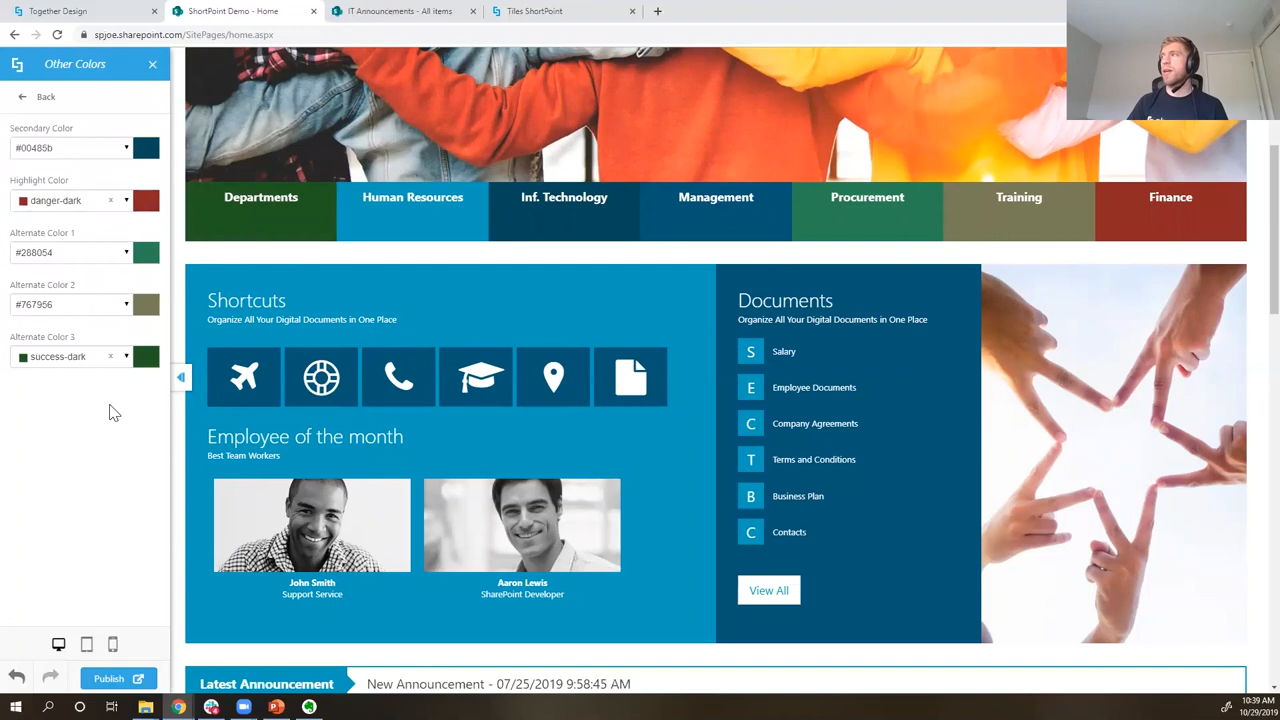 Together Design
ShortPoint Demo - Home
IT Announcements - All Items
Tiles ShortPoint
spjoe.sharepoint.com/SitePages/home.aspx
Other Colors
Back
Secondary Color
#00485b
Highlight Color
danger-dark
Alternate Color 1
#288054
Alternate Color 2
#767956
Alternate Color 3
success-dark
Publish
Departments
Human Resources
Inf. Technology
Management
Procurement
Training
Finance
Shortcuts
Organize All Your Digital Documents in One Place
Employee of the month
Best Team Workers
John Smith
Support Service
Aaron Lewis
SharePoint Developer
Documents
Organize All Your Digital Documents in One Place
S Salary
E Employee Documents
C Company Agreements
T Terms and Conditions
B Business Plan
C Contacts
View All
Latest Announcement
New Announcement - 07/25/2019 9:58:45 AM
10:39 AM
10/29/2019